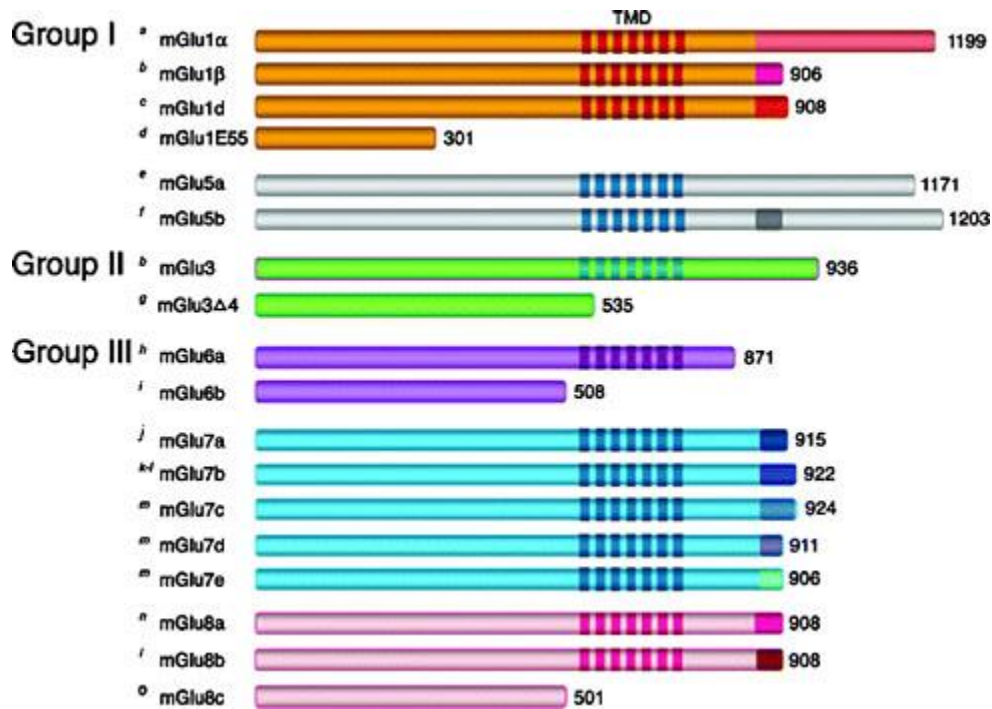 TMD
Group I a mGlu1α 1199
b mGlu1β 906
c mGlu1d 908
d mGlu1E55 301
e mGlu5a 1171
f mGlu5b 1203
Group II b mGlu3 936
g mGlu3Δ4 535
Group III h mGlu6a 871
i mGlu6b 508
j mGlu7a 915
k-l mGlu7b 922
m mGlu7c 924
m mGlu7d 911
m mGlu7e 906
n mGlu8a 908
i mGlu8b 908
o mGlu8c 501